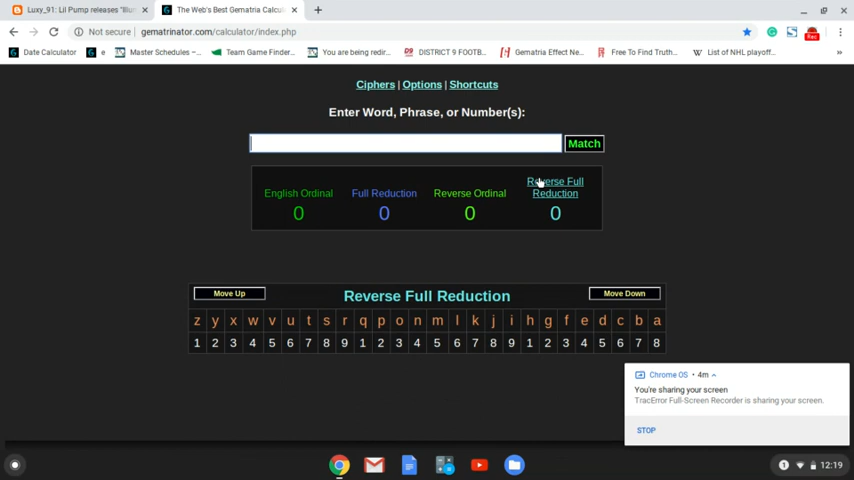 Luxy_91: Lil Pump releases "Illun
The Web's Best Gematria Calcul
Not secure | gematrinator.com/calculator/index.php
Rec
Date Calculator
e
Master Schedules –...
Team Game Finder...
You are being redir...
D9 DISTRICT 9 FOOTB...
Gematria Effect Ne...
Free To Find Truth...
W List of NHL playoff...
»
Ciphers | Options | Shortcuts
Enter Word, Phrase, or Number(s):
Match
English Ordinal
0
Full Reduction
0
Reverse Ordinal
0
Reverse Full
Reduction
0
Move Up
Reverse Full Reduction
Move Down
z y x w v u t s r q p o n m l k j i h g f e d c b a
1 2 3 4 5 6 7 8 9 1 2 3 4 5 6 7 8 9 1 2 3 4 5 6 7 8
Chrome OS • 4m
You're sharing your screen
TracError Full-Screen Recorder is sharing your screen.
STOP
1
12:19